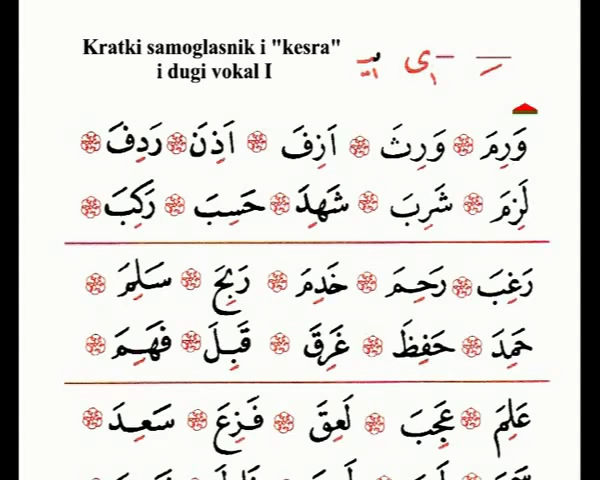 Kratki samoglasnik i "kesra"
i dugi vokal I
وَرِمَ وَرِثَ اَزِفَ اَذِنَ رَدِفَ
لَزِمَ شَرِبَ شَهِدَ حَسِبَ رَكِبَ
رَغِبَ رَحِمَ خَدِمَ رَبِحَ سَلِمَ
حَمِدَ حَفِظَ غَرِقَ قَبِلَ فَهِمَ
عَلِمَ عَجِبَ لَعِقَ فَزِعَ سَعِدَ